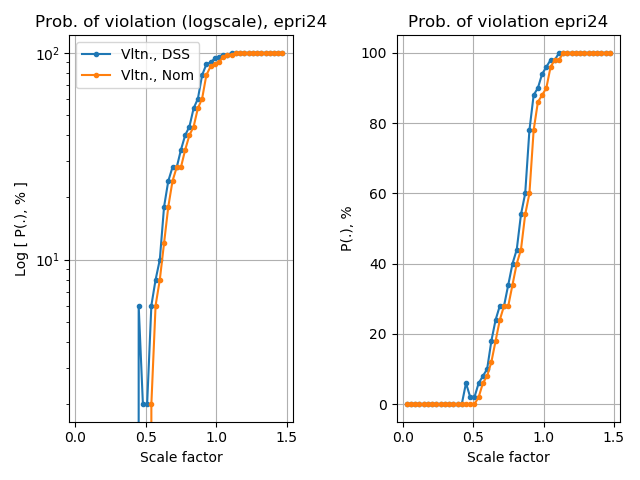 Prob. of violation (logscale), epri24
Log [ P(.), % ]
10²
10¹
Vltn., DSS
Vltn., Nom
0.0 0.5 1.0 1.5
Scale factor
Prob. of violation epri24
P(.), %
100
80
60
40
20
0
0.0 0.5 1.0 1.5
Scale factor